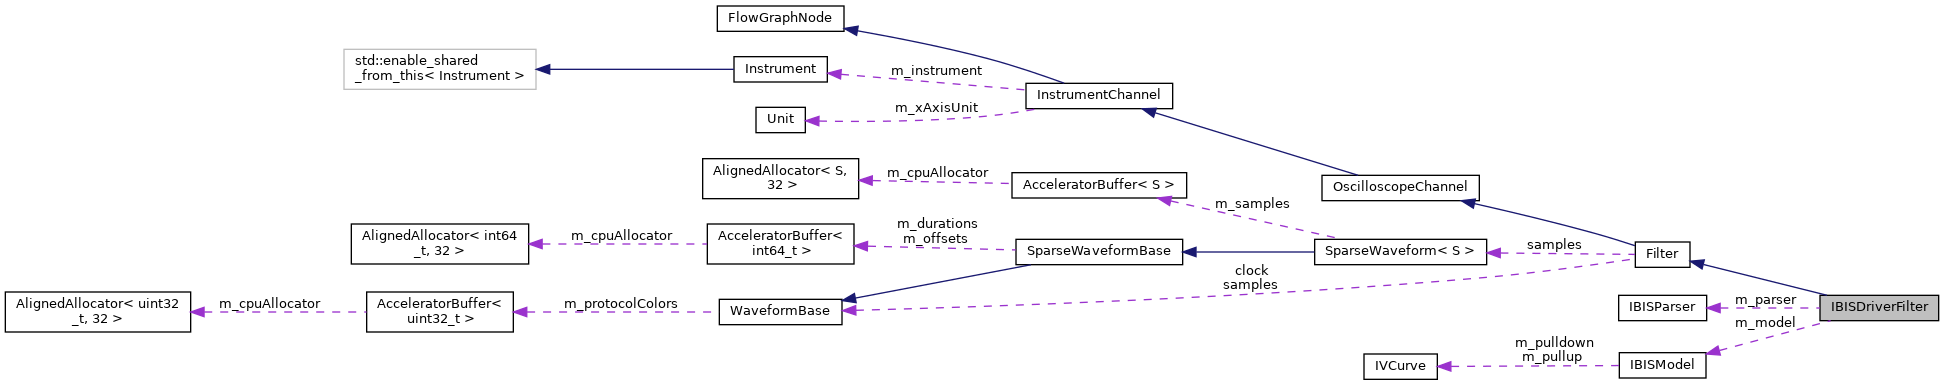 FlowGraphNode
std::enable_shared
_from_this< Instrument >
Instrument
m_instrument
InstrumentChannel
m_xAxisUnit
Unit
AlignedAllocator< S,
32 >
m_cpuAllocator
AcceleratorBuffer< S >
OscilloscopeChannel
m_samples
AlignedAllocator< int64
_t, 32 >
m_cpuAllocator
AcceleratorBuffer<
int64_t >
m_durations
m_offsets
SparseWaveformBase
SparseWaveform< S >
samples
Filter
clock
samples
AlignedAllocator< uint32
_t, 32 >
m_cpuAllocator
AcceleratorBuffer<
uint32_t >
m_protocolColors
WaveformBase
IBISParser
m_parser
IBISDriverFilter
m_model
m_pulldown
m_pullup
IVCurve
IBISModel